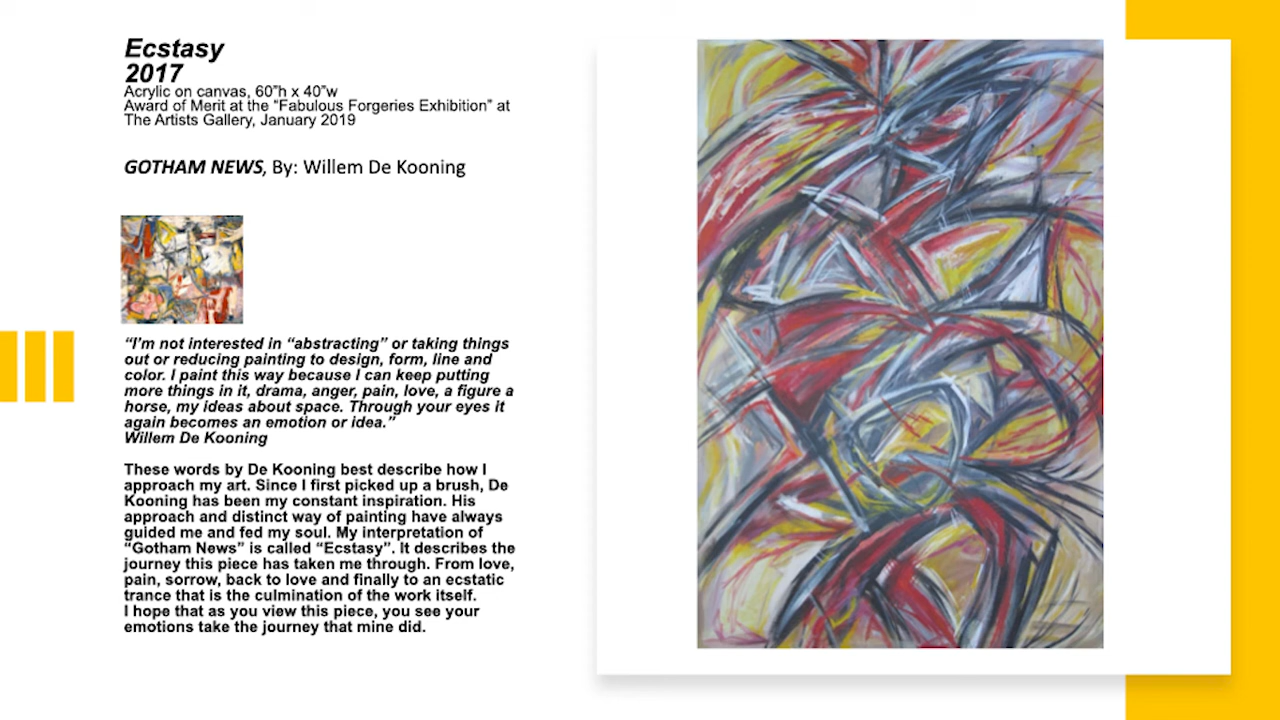 Ecstasy
2017
Acrylic on canvas, 60”h x 40”w
Award of Merit at the “Fabulous Forgeries Exhibition” at
The Artists Gallery, January 2019
GOTHAM NEWS, By: Willem De Kooning
“I’m not interested in “abstracting” or taking things
out or reducing painting to design, form, line and
color. I paint this way because I can keep putting
more things in it, drama, anger, pain, love, a figure a
horse, my ideas about space. Through your eyes it
again becomes an emotion or idea.”
Willem De Kooning
These words by De Kooning best describe how I
approach my art. Since I first picked up a brush, De
Kooning has been my constant inspiration. His
approach and distinct way of painting have always
guided me and fed my soul. My interpretation of
“Gotham News” is called “Ecstasy”. It describes the
journey this piece has taken me through. From love,
pain, sorrow, back to love and finally to an ecstatic
trance that is the culmination of the work itself.
I hope that as you view this piece, you see your
emotions take the journey that mine did.